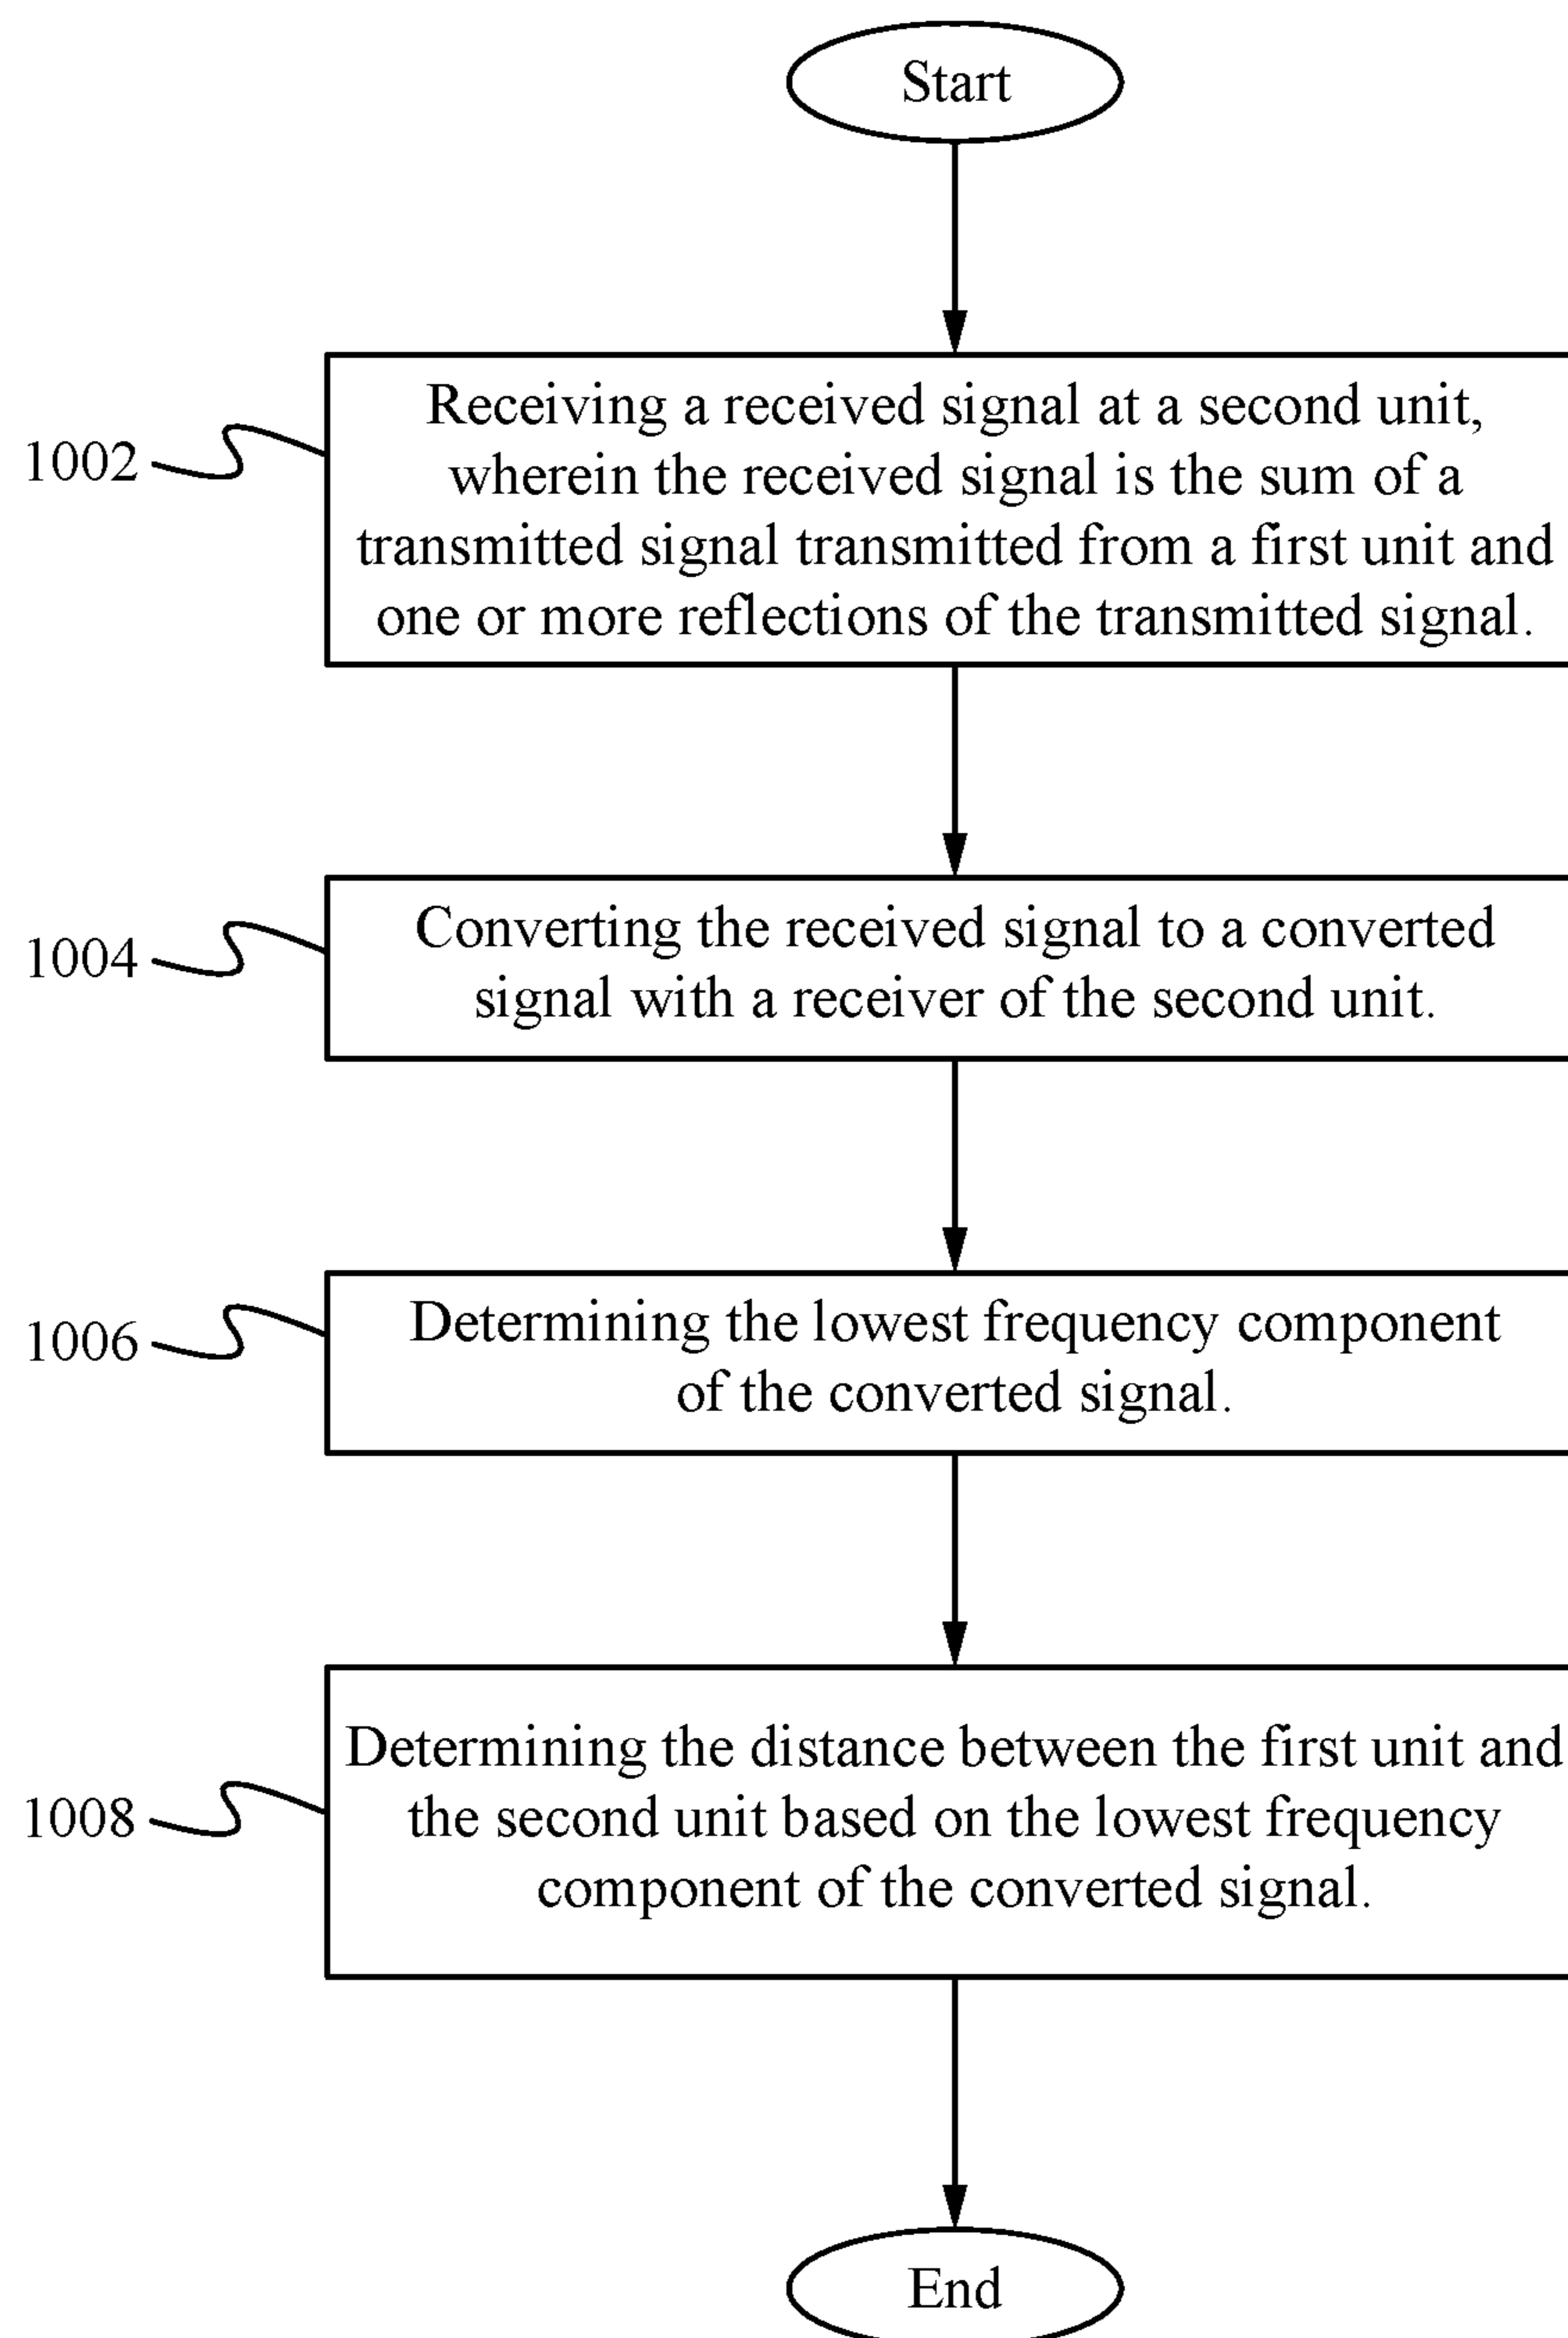 Start
1002
Receiving a received signal at a second unit,
wherein the received signal is the sum of a
transmitted signal transmitted from a first unit and
one or more reflections of the transmitted signal.
1004
Converting the received signal to a converted
signal with a receiver of the second unit.
1006
Determining the lowest frequency component
of the converted signal.
1008
Determining the distance between the first unit and
the second unit based on the lowest frequency
component of the converted signal.
End